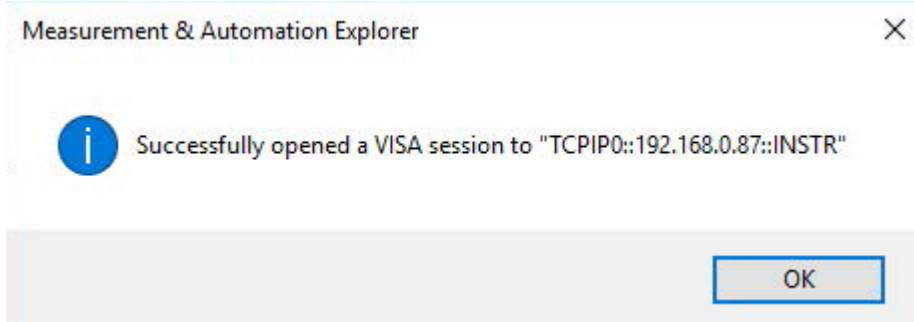 Measurement & Automation Explorer
Successfully opened a VISA session to "TCPIP0::192.168.0.87::INSTR"
OK